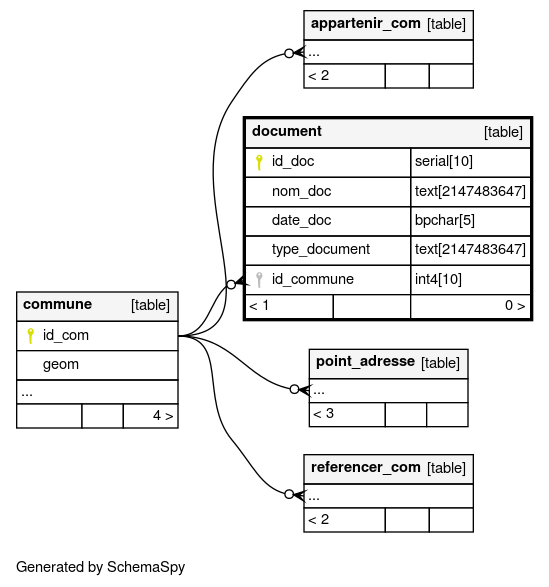 appartenir_com [table]
...
< 2
document [table]
id_doc serial[10]
nom_doc text[2147483647]
date_doc bpchar[5]
type_document text[2147483647]
id_commune int4[10]
< 1 0 >
commune [table]
id_com
geom
...
4 >
point_adresse [table]
...
< 3
referencer_com [table]
...
< 2
Generated by SchemaSpy